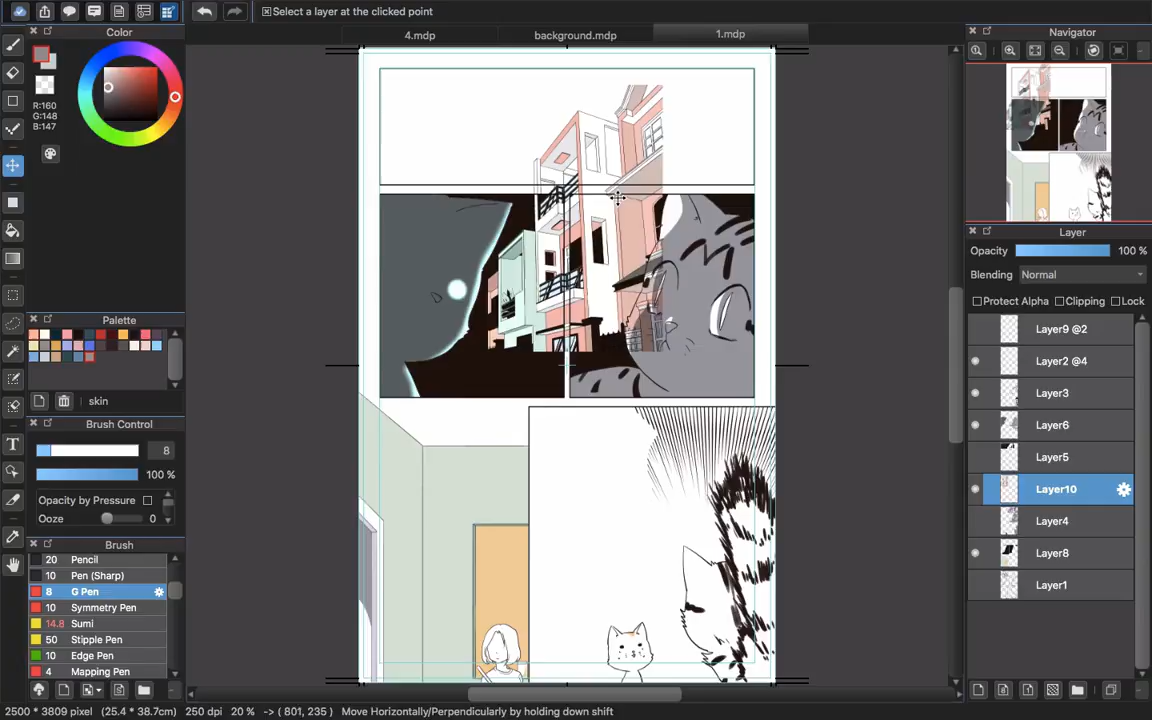 Select a layer at the clicked point
4.mdp
background.mdp
1.mdp
Color
R:160
G:148
B:147
Palette
skin
Brush Control
8
100 %
Opacity by Pressure
Ooze
0
Brush
20 Pencil
10 Pen (Sharp)
8 G Pen
10 Symmetry Pen
14.8 Sumi
50 Stipple Pen
10 Edge Pen
4 Mapping Pen
Navigator
Layer
Opacity 100 %
Blending Normal
Protect Alpha Clipping Lock
Layer9 @2
Layer2 @4
Layer3
Layer6
Layer5
Layer10
Layer4
Layer8
Layer1
2500 * 3809 pixel (25.4 * 38.7cm) 250 dpi 20 % -> ( 801, 235 ) Move Horizontally/Perpendicularly by holding down shift